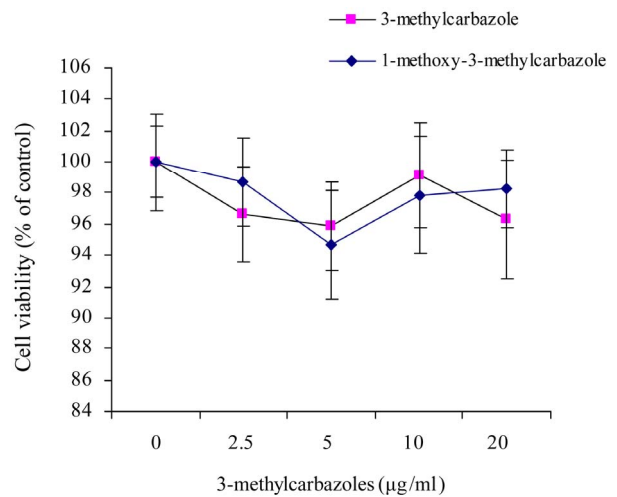 3-methylcarbazole
1-methoxy-3-methylcarbazole
106
104
102
100
98
96
94
92
90
88
86
84
Cell viability (% of control)
0 2.5 5 10 20
3-methylcarbazoles (µg/ml)